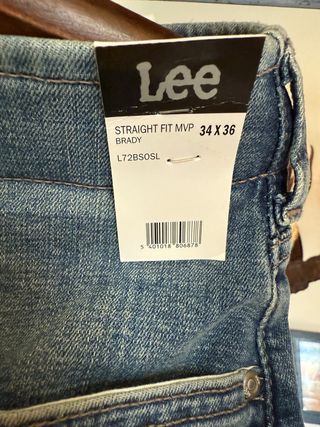 Lee
STRAIGHT FIT MVP 34 X 36
BRADY
L72BSOSL
5 401018 806878